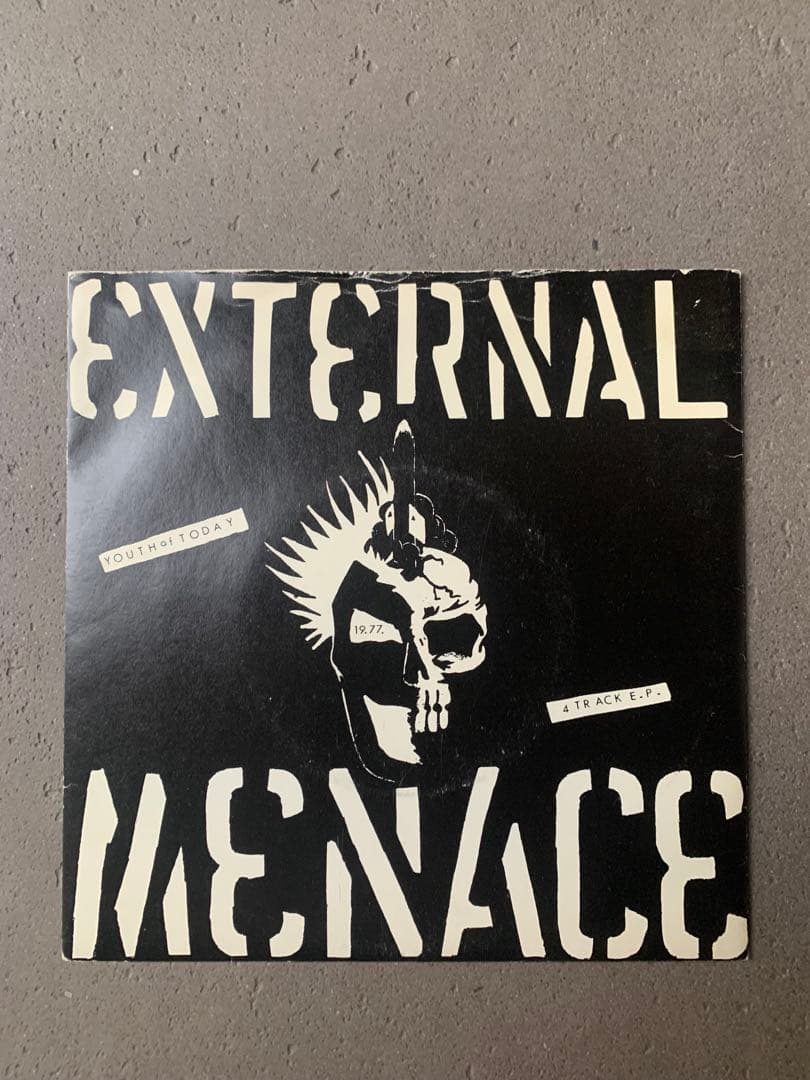 EXTERNAL
YOUTH of TODAY
19.77.
4 TRACK E.P.
MENACE